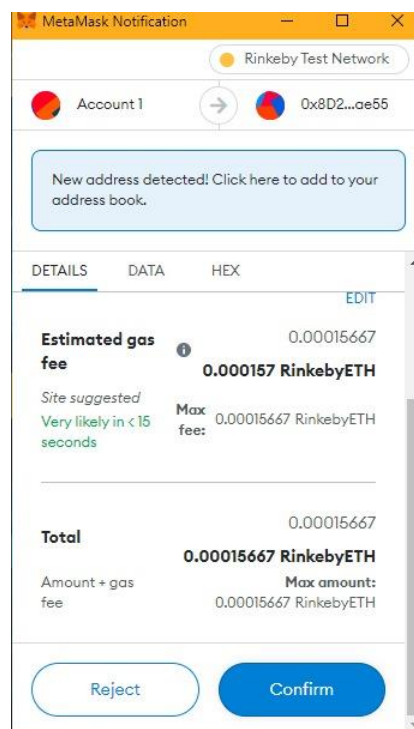 MetaMask Notification
Rinkeby Test Network
Account 1
0x8D2...ae55
New address detected! Click here to add to your
address book.
DETAILS DATA HEX
EDIT
Estimated gas
fee
0.00015667
0.000157 RinkebyETH
Site suggested
Very likely in < 15
seconds
Max
fee:
0.00015667 RinkebyETH
Total
0.00015667
0.00015667 RinkebyETH
Amount + gas
fee
Max amount:
0.00015667 RinkebyETH
Reject
Confirm